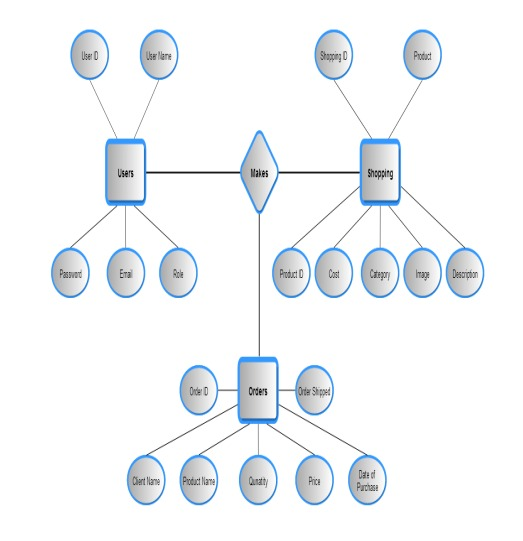 User ID
User Name
Shopping ID
Product
Users
Makes
Shopping
Password
Email
Role
Product ID
Cost
Category
Image
Description
Order ID
Orders
Order Shipped
Client Name
Product Name
Qunatity
Price
Date of
Purchase